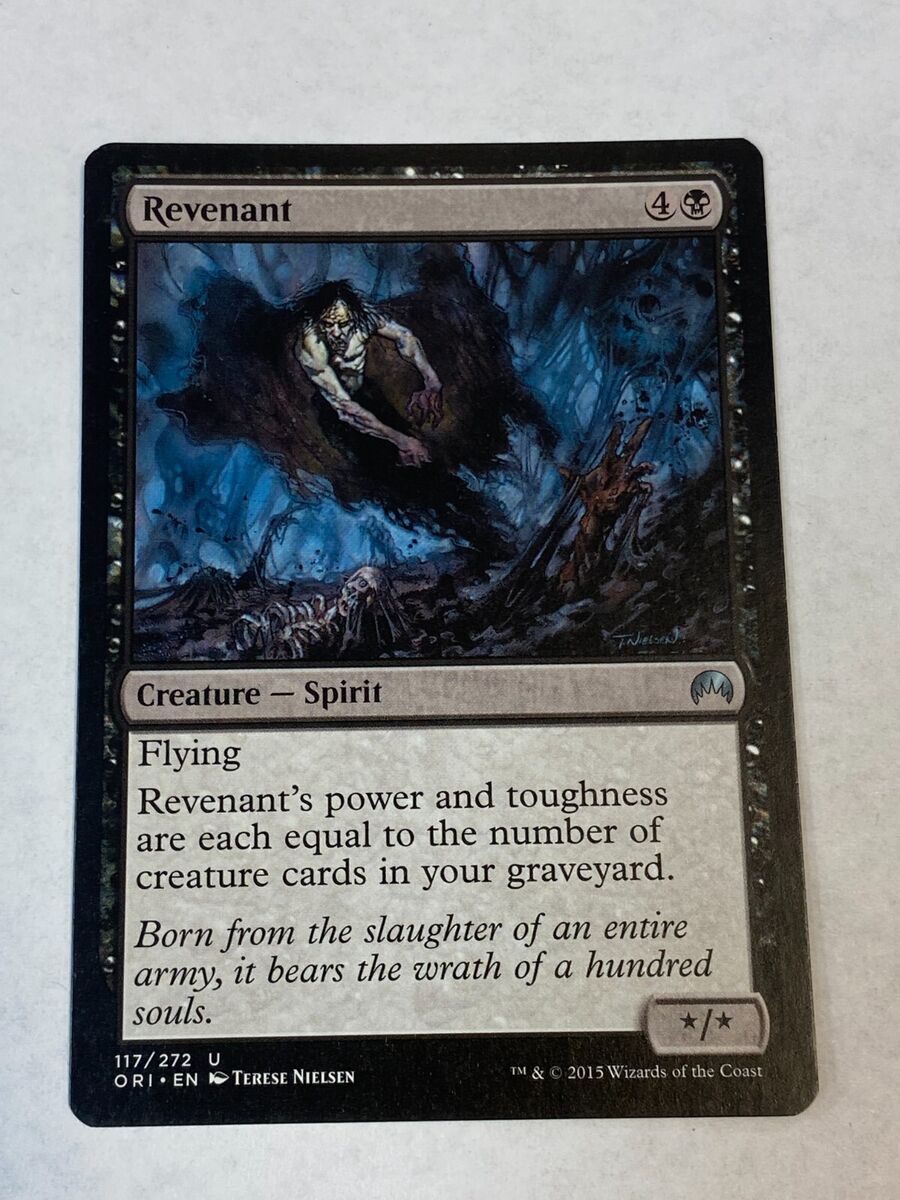 Revenant 4
T. NIELSEN
Creature — Spirit
Flying
Revenant's power and toughness
are each equal to the number of
creature cards in your graveyard.
Born from the slaughter of an entire
army, it bears the wrath of a hundred
souls.
★/★
117/272 U
ORI • EN TERESE NIELSEN
™ & © 2015 Wizards of the Coast